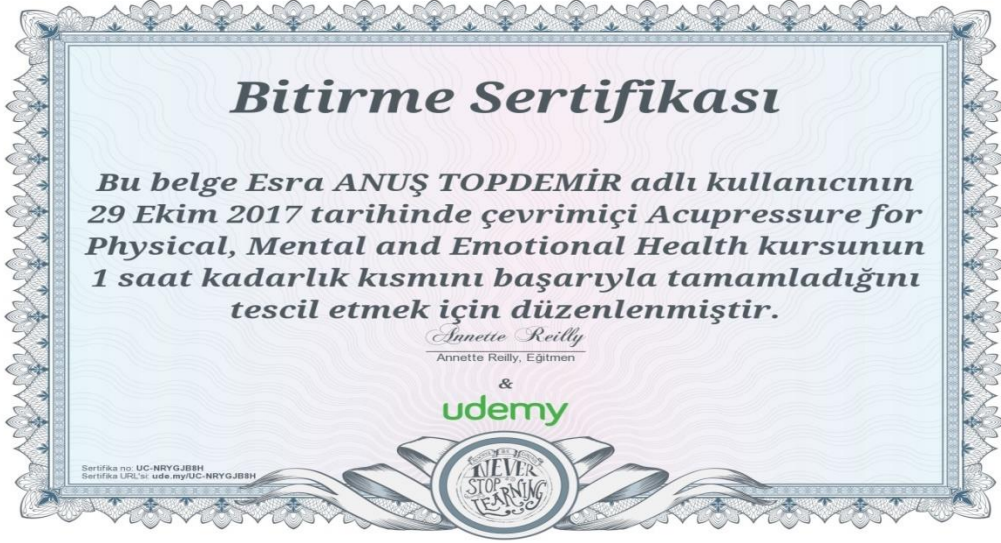 Bitirme Sertifikası
Bu belge Esra ANUŞ TOPDEMİR adlı kullanıcının
29 Ekim 2017 tarihinde çevrimiçi Acupressure for
Physical, Mental and Emotional Health kursunun
1 saat kadarlık kısmını başarıyla tamamladığını
tescil etmek için düzenlenmiştir.
Annette Reilly
Annette Reilly, Eğitmen
&
udemy
Sertifika no: UC-NRYGJB8H
Sertifika URL'si: ude.my/UC-NRYGJB8H
NEVER
STOP
LEARNING